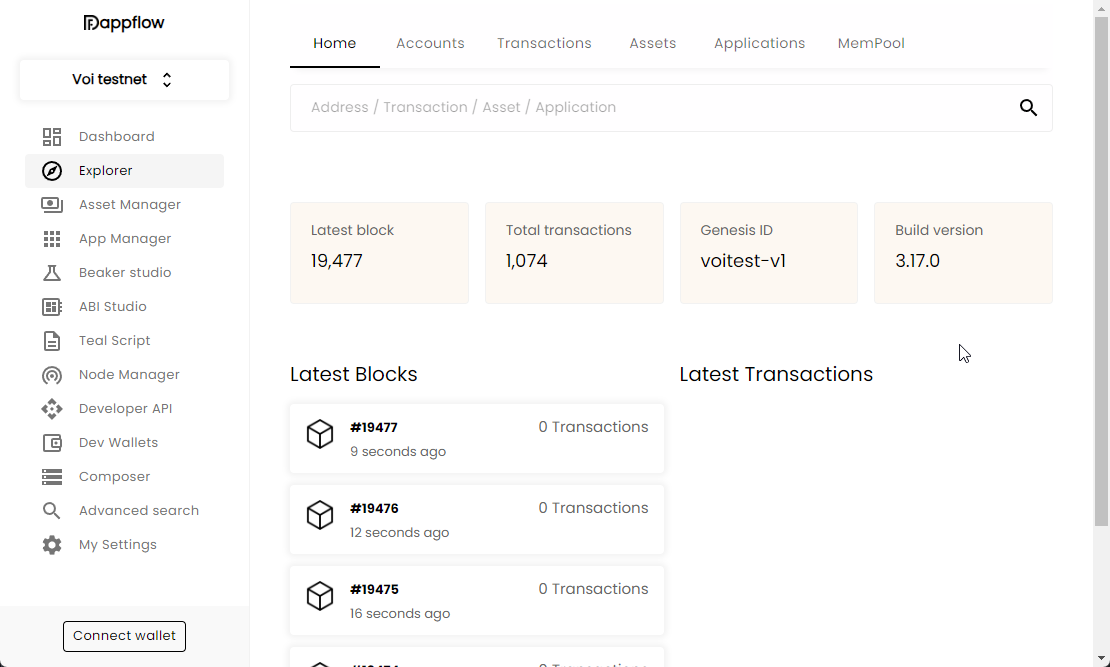 Dappflow
Voi testnet
Dashboard
Explorer
Asset Manager
App Manager
Beaker studio
ABI Studio
Teal Script
Node Manager
Developer API
Dev Wallets
Composer
Advanced search
My Settings
Connect wallet
Home Accounts Transactions Assets Applications MemPool
Address / Transaction / Asset / Application
Latest block
19,477
Total transactions
1,074
Genesis ID
voitest-v1
Build version
3.17.0
Latest Blocks
#19477 0 Transactions
9 seconds ago
#19476 0 Transactions
12 seconds ago
#19475 0 Transactions
16 seconds ago
Latest Transactions